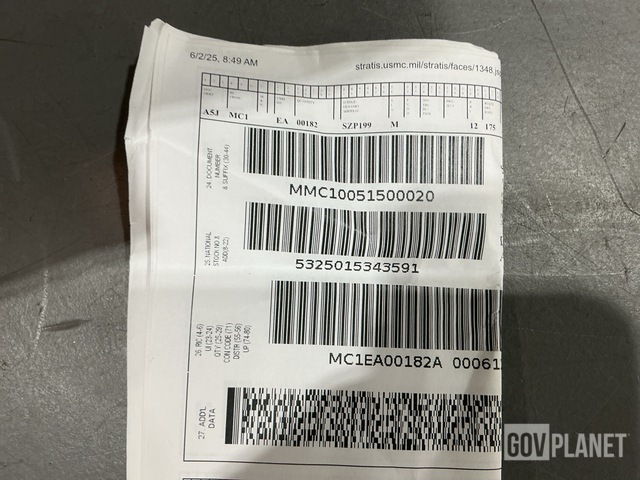 6/2/25, 8:49 AM
stratis.usmc.mil/stratis/faces/1348.js
A5J MC1 EA 00182 SZP199 M 12 175
24. DOCUMENT
NUMBER
& SUFFIX (30-44)
MMC10051500020
25. NATIONAL
STOCK NO. &
ADD(8-22)
5325015343591
26. RIC (4-6)
UI (23-24)
QTY (25-29)
CON CODE (71)
DIST (55-56)
UP (74-80)
MC1EA00182A 000612
27. ADD'L
DATA
GOVPLANET